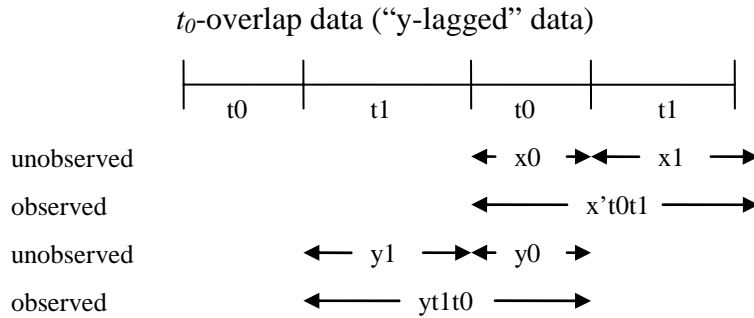 t0-overlap data (“y-lagged” data)
t0 t1 t0 t1
unobserved x0 x1
observed x't0t1
unobserved y1 y0
observed yt1t0